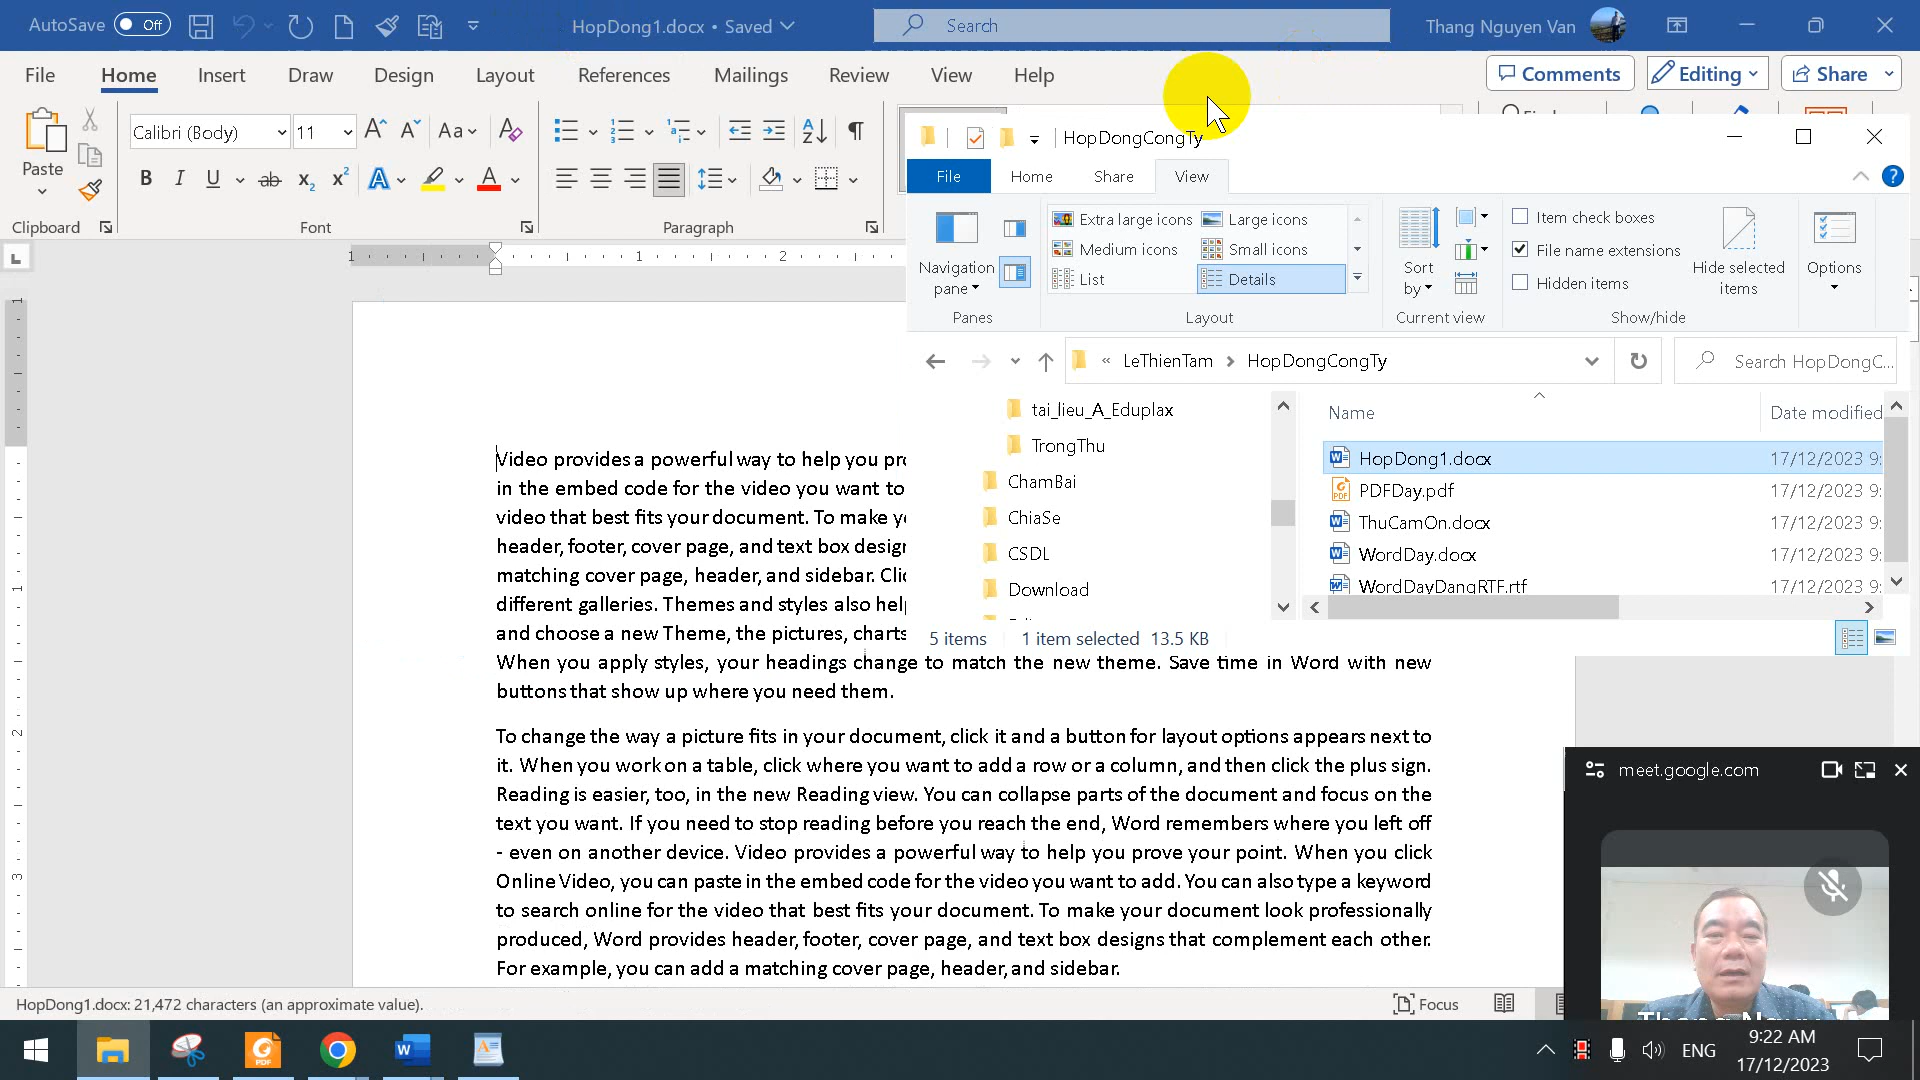 AutoSave Off HopDong1.docx • Saved Search Thang Nguyen Van
File Home Insert Draw Design Layout References Mailings Review View Help Comments Editing Share
Calibri (Body) 11 Aa
Paste B I U ab x₂ x² A A
Clipboard Font Paragraph
HopDongCongTy
File Home Share View
Navigation pane
Extra large icons Large icons
Medium icons Small icons
List Details
Sort by
Item check boxes
File name extensions
Hidden items
Hide selected items
Options
Panes Layout Current view Show/hide
« LeThienTam HopDongCongTy Search HopDongC...
tai_lieu_A_Eduplax
TrongThu
ChamBai
ChiaSe
CSDL
Download
Name Date modified
HopDong1.docx 17/12/2023 9:
PDFDay.pdf 17/12/2023 9:
ThuCamOn.docx 17/12/2023 9:
WordDay.docx 17/12/2023 9:
WordDayDangRTF.rtf 17/12/2023 9:
5 items 1 item selected 13.5 KB
1 1 2
Video provides a powerful way to help you pro
in the embed code for the video you want to
video that best fits your document. To make yo
header, footer, cover page, and text box design
matching cover page, header, and sidebar. Clic
different galleries. Themes and styles also help
and choose a new Theme, the pictures, charts
When you apply styles, your headings change to match the new theme. Save time in Word with new
buttons that show up where you need them.
To change the way a picture fits in your document, click it and a button for layout options appears next to
it. When you work on a table, click where you want to add a row or a column, and then click the plus sign.
Reading is easier, too, in the new Reading view. You can collapse parts of the document and focus on the
text you want. If you need to stop reading before you reach the end, Word remembers where you left off
- even on another device. Video provides a powerful way to help you prove your point. When you click
Online Video, you can paste in the embed code for the video you want to add. You can also type a keyword
to search online for the video that best fits your document. To make your document look professionally
produced, Word provides header, footer, cover page, and text box designs that complement each other.
For example, you can add a matching cover page, header, and sidebar.
meet.google.com
HopDong1.docx: 21,472 characters (an approximate value). Focus
ENG 9:22 AM
17/12/2023